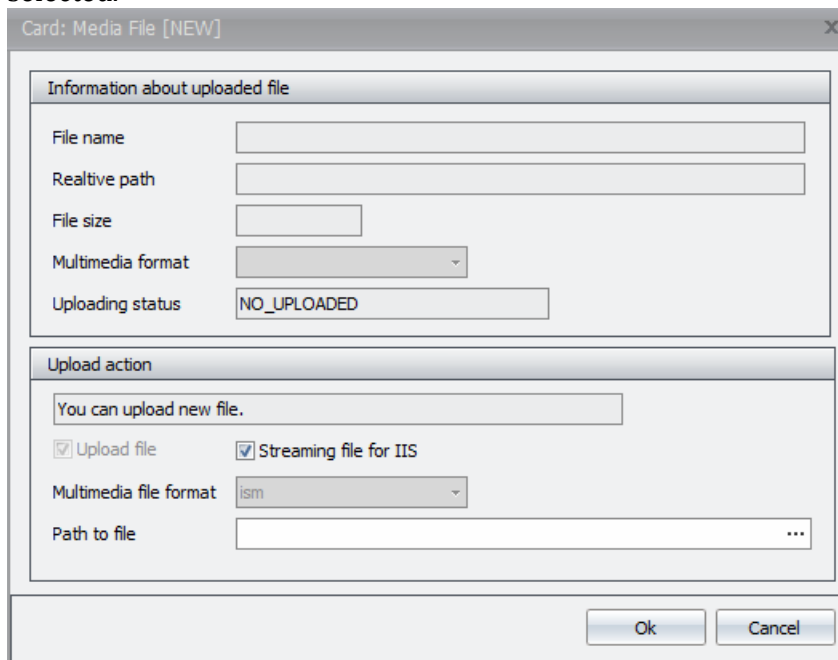 Card: Media File [NEW]
Information about uploaded file
File name
Realtive path
File size
Multimedia format
Uploading status NO_UPLOADED
Upload action
You can upload new file.
Upload file Streaming file for IIS
Multimedia file format ism
Path to file ...
Ok Cancel